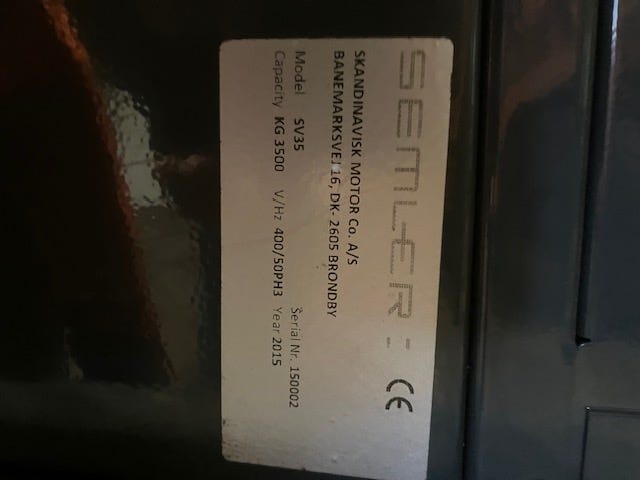 SEMLER: CE
SKANDINAVISK MOTOR Co. A/S
BANEMARKSVEJ 16, DK- 2605 BRONDBY
Model SV35 Serial Nr. 150002
Capacity KG 3500 V/Hz 400/50PH3 Year 2015